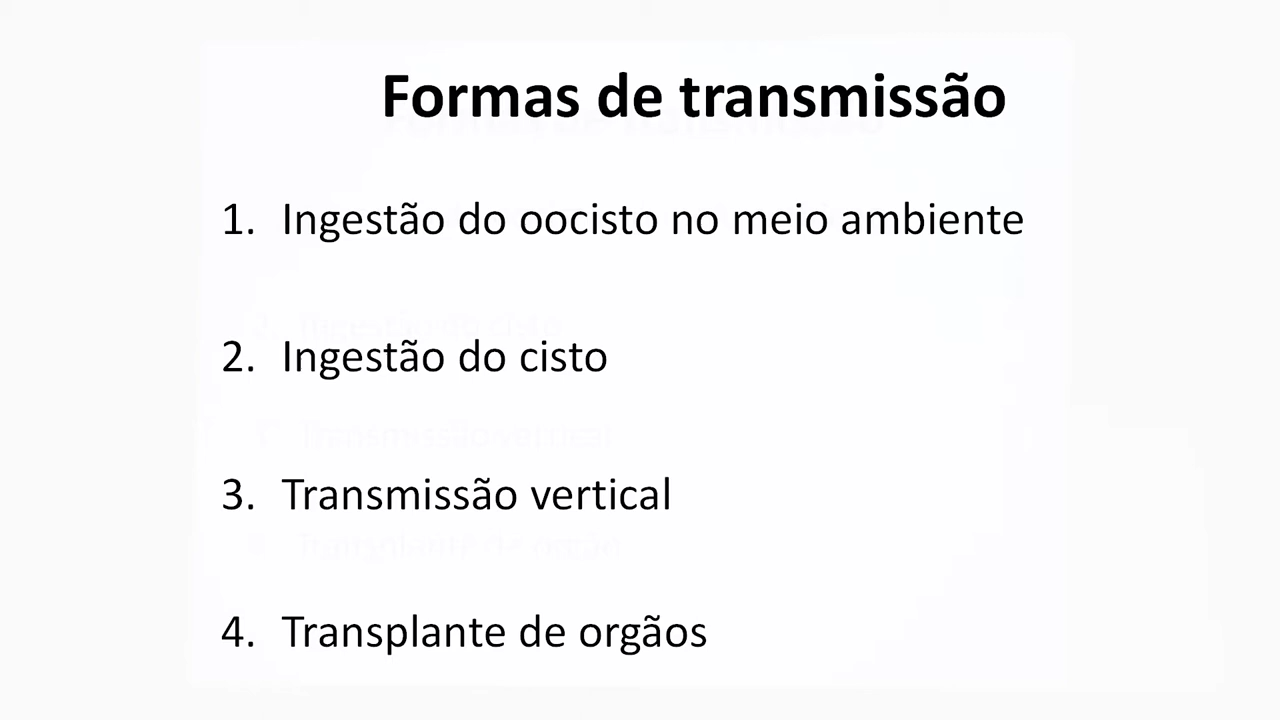 Formas de transmissão
1. Ingestão do oocisto no meio ambiente
2. Ingestão do cisto
3. Transmissão vertical
4. Transplante de orgãos